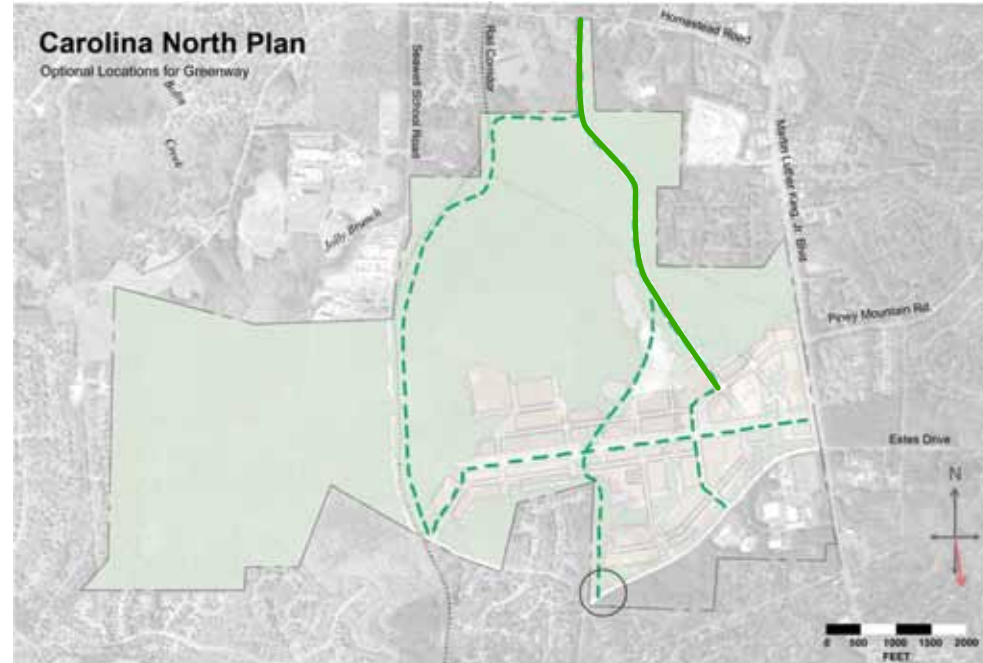 Carolina North Plan
Optional Locations for Greenway
Bolin
Creek
Seawell School Road
Rail Corridor
Homestead Road
Martin Luther King, Jr. Blvd
Jolly Branch
Piney Mountain Rd.
Estes Drive
N
0 500 1000 1500 2000
FEET